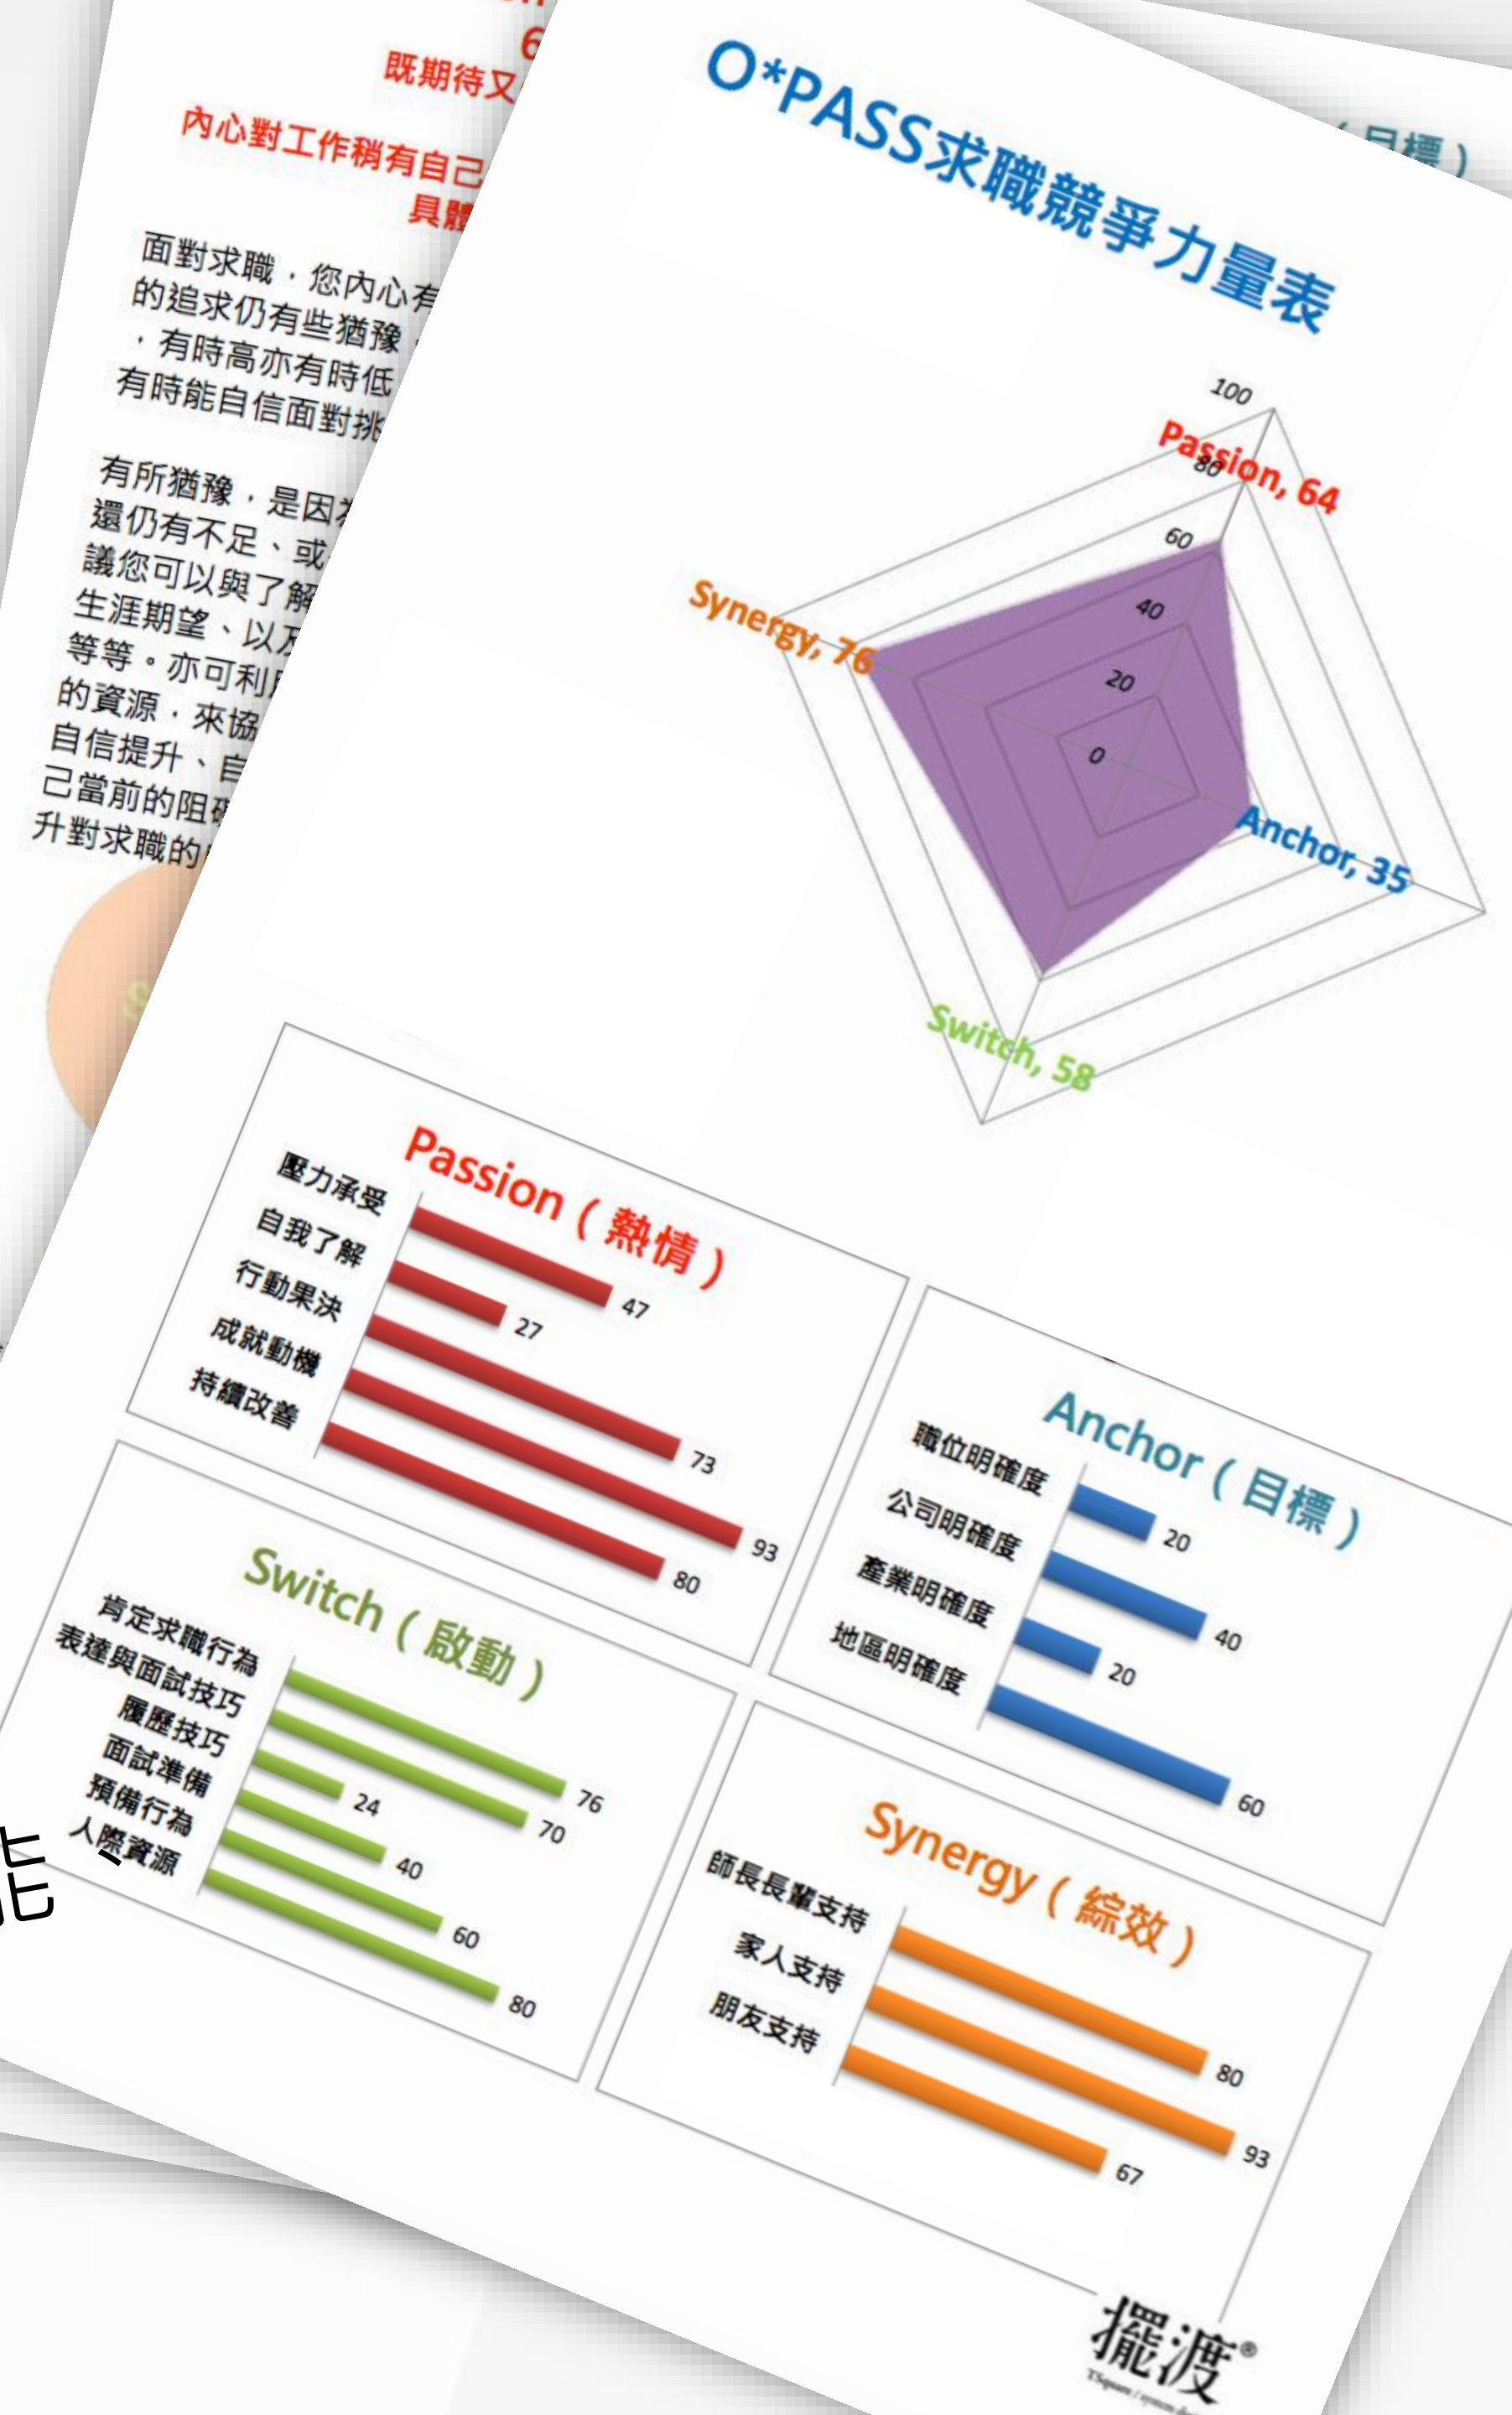 既期待又
內心對工作稍有自己
具體
面對求職，您內心有
的追求仍有些猶豫，
，有時高亦有時低
有時能自信面對挑
有所猶豫，是因為
還仍有不足、或
議您可以與了解
生涯期望、以及
等等。亦可利用
的資源，來協
自信提升、自
己當前的阻礙
升對求職的
（目標）
O*PASS求職競爭力量表
100
Passion, 64
80
60
Synergy, 76
40
20
0
Anchor, 35
Switch, 58
Passion（熱情）
壓力承受 47
自我了解 27
行動果決 73
成就動機 93
持續改善 80
Anchor（目標）
職位明確度 20
公司明確度 40
產業明確度 20
地區明確度 60
Switch（啟動）
肯定求職行為 76
表達與面試技巧 70
履歷技巧 24
面試準備 40
預備行為 60
人際資源 80
能、
Synergy（綜效）
師長長輩支持 80
家人支持 93
朋友支持 67
擺渡®